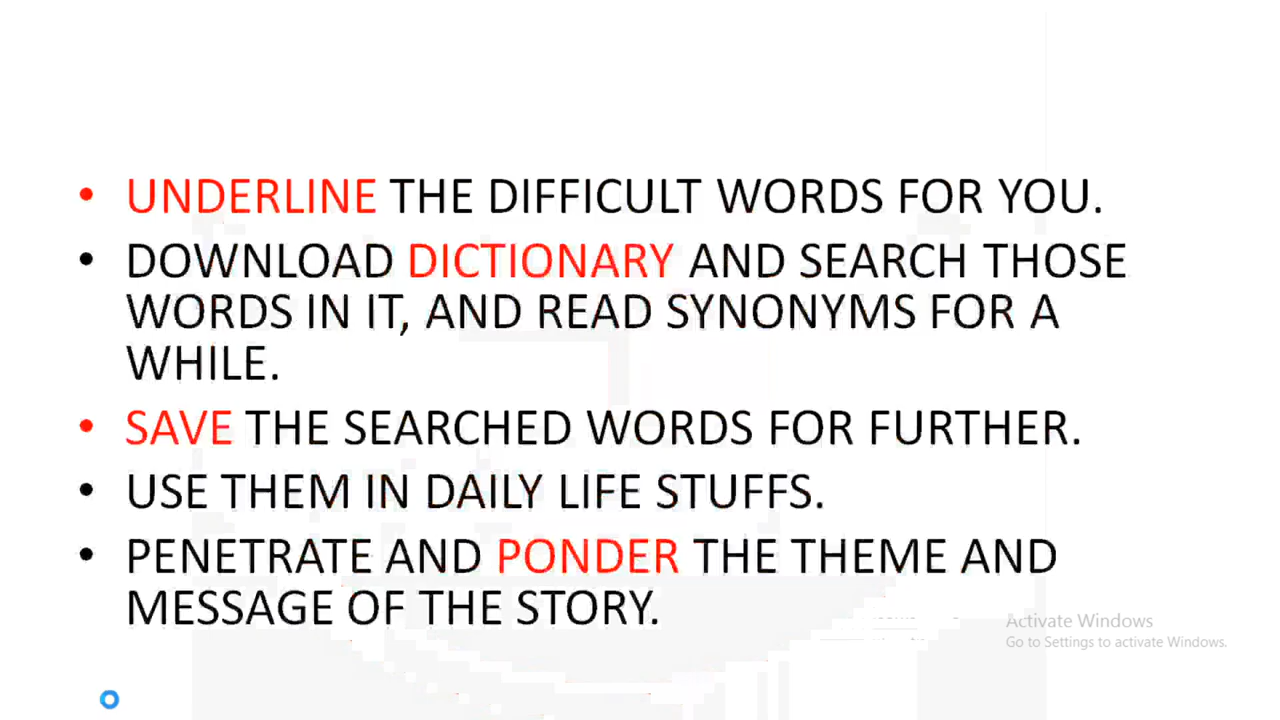 • UNDERLINE THE DIFFICULT WORDS FOR YOU.
• DOWNLOAD DICTIONARY AND SEARCH THOSE
WORDS IN IT, AND READ SYNONYMS FOR A
WHILE.
• SAVE THE SEARCHED WORDS FOR FURTHER.
• USE THEM IN DAILY LIFE STUFFS.
• PENETRATE AND PONDER THE THEME AND
MESSAGE OF THE STORY.
Activate Windows
Go to Settings to activate Windows.